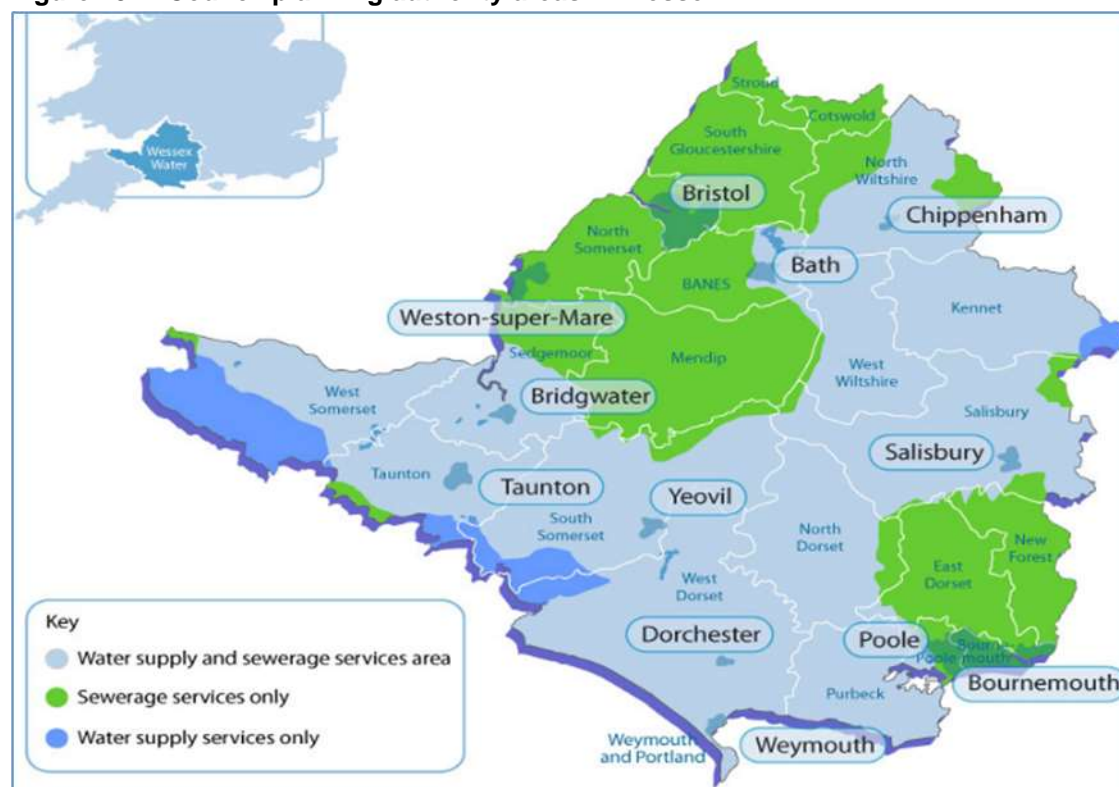 Wessex
Water
Stroud
Cotswold
South
Gloucestershire
North
Wiltshire
Bristol
Chippenham
North
Somerset
Bath
BANES
Kennet
Weston-super-Mare
Sedgemoor
Mendip
West
Wiltshire
West
Somerset
Bridgwater
Salisbury
Salisbury
Taunton
Taunton
Yeovil
South
Somerset
North
Dorset
New
Forest
East
Dorset
West
Dorset
Dorchester
Poole
Bourne
Poole mouth
Bournemouth
Purbeck
Weymouth
and Portland
Weymouth
Key
Water supply and sewerage services area
Sewerage services only
Water supply services only